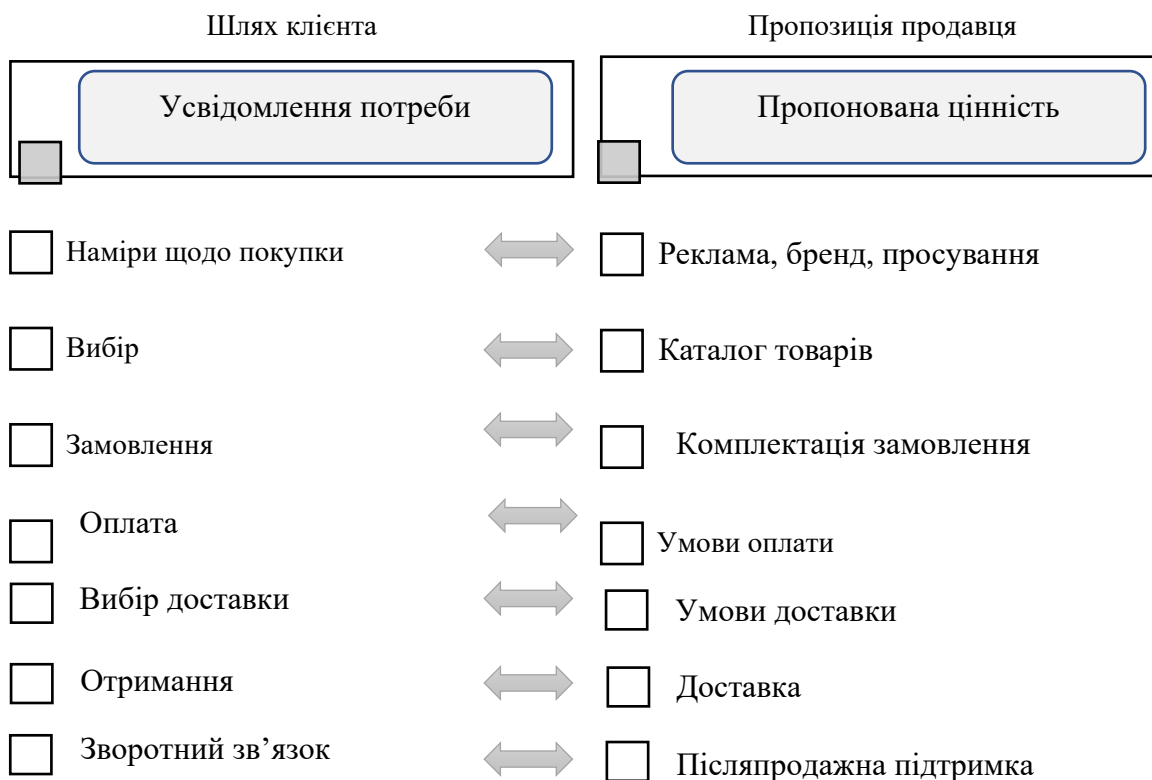 Шлях клієнта
Пропозиція продавця
Усвідомлення потреби
Пропонована цінність
Наміри щодо покупки
Реклама, бренд, просування
Вибір
Каталог товарів
Замовлення
Комплектація замовлення
Оплата
Умови оплати
Вибір доставки
Умови доставки
Отримання
Доставка
Зворотний зв’язок
Післяпродажна підтримка